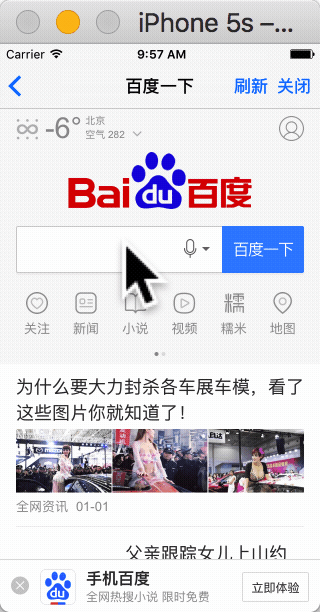 iPhone 5s –...
Carrier 9:57 AM
百度一下 刷新 关闭
-6° 北京
空气 282
Bai du 百度
百度一下
关注 新闻 小说 视频 糯米 地图
为什么要大力封杀各车展车模，看了
这些图片你就知道了！
全网资讯 01-01
父亲跟踪女儿上山约
手机百度
全网热搜小说 限时免费
立即体验